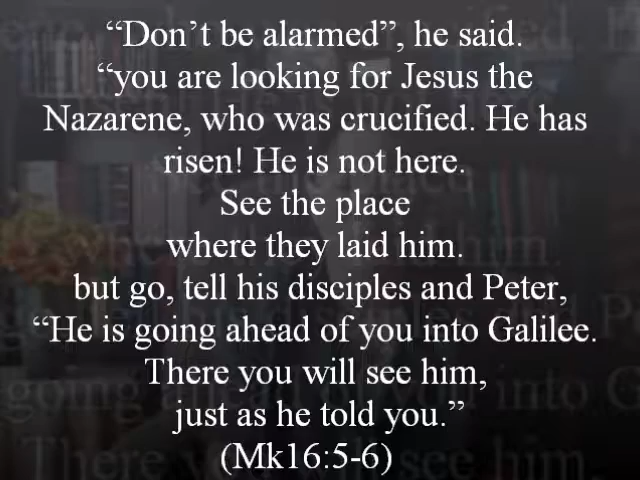 “Don’t be alarmed”, he said.
“you are looking for Jesus the
Nazarene, who was crucified. He has
risen! He is not here.
See the place
where they laid him.
but go, tell his disciples and Peter,
“He is going ahead of you into Galilee.
There you will see him,
just as he told you.”
(Mk16:5-6)